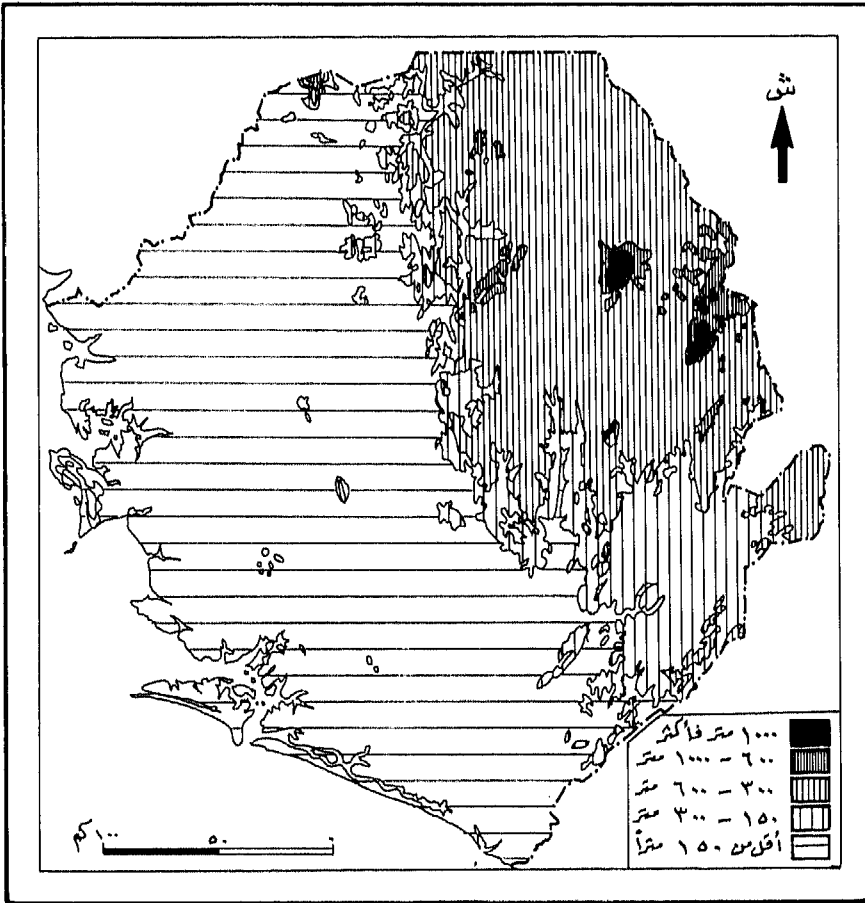 ش
١٠٠٠ متر فأكثر
٦٠٠ – ١٠٠٠ متر
٣٠٠ – ٦٠٠ متر
١٥٠ – ٣٠٠ متر
أقل من ١٥٠ متراً
١٠٠ كم ٥٠ ٠